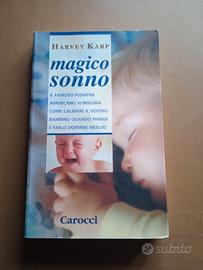 HARVEY KARP
magico
sonno
IL FAMOSO PEDIATRA
AMERICANO VI INSEGNA
COME CALMARE IL VOSTRO
BAMBINO QUANDO PIANGE
E FARLO DORMIRE MEGLIO
Carocci
subito